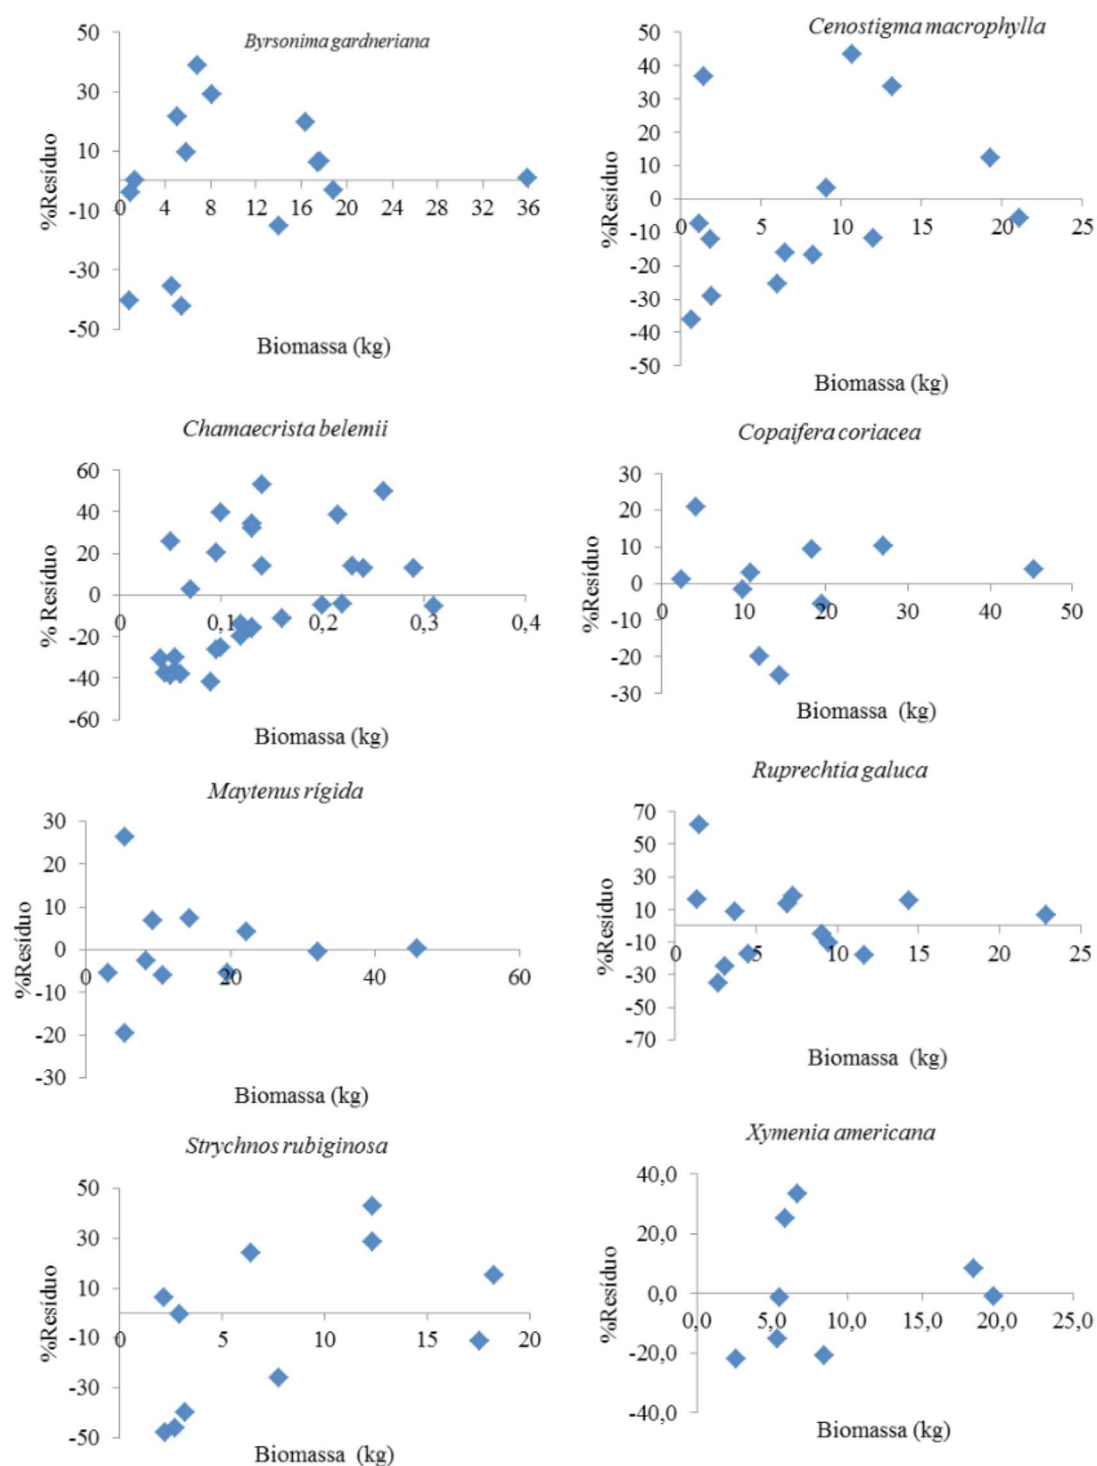 Byrsonima gardneriana
50
30
10
-10
-30
-50
%Resíduo
0 4 8 12 16 20 24 28 32 36
Biomassa (kg)
Cenostigma macrophylla
50
40
30
20
10
0
-10
-20
-30
-40
-50
%Resíduo
0 5 10 15 20 25
Biomassa (kg)
Chamaecrista belemii
60
40
20
0
-20
-40
-60
% Resíduo
0 0,1 0,2 0,3 0,4
Biomassa (kg)
Copaifera coriacea
30
20
10
0
-10
-20
-30
%Resíduo
0 10 20 30 40 50
Biomassa (kg)
Maytenus rígida
30
20
10
0
-10
-20
-30
%Resíduo
0 20 40 60
Biomassa (kg)
Ruprechtia galuca
70
50
30
10
-10
-30
-50
-70
%Resíduo
0 5 10 15 20 25
Biomassa (kg)
Strychnos rubiginosa
50
30
10
-10
-30
-50
%Resíduo
0 5 10 15 20
Biomassa (kg)
Xymenia americana
40,0
20,0
0,0
-20,0
-40,0
%Resíduo
0,0 5,0 10,0 15,0 20,0 25,0
Biomassa (kg)